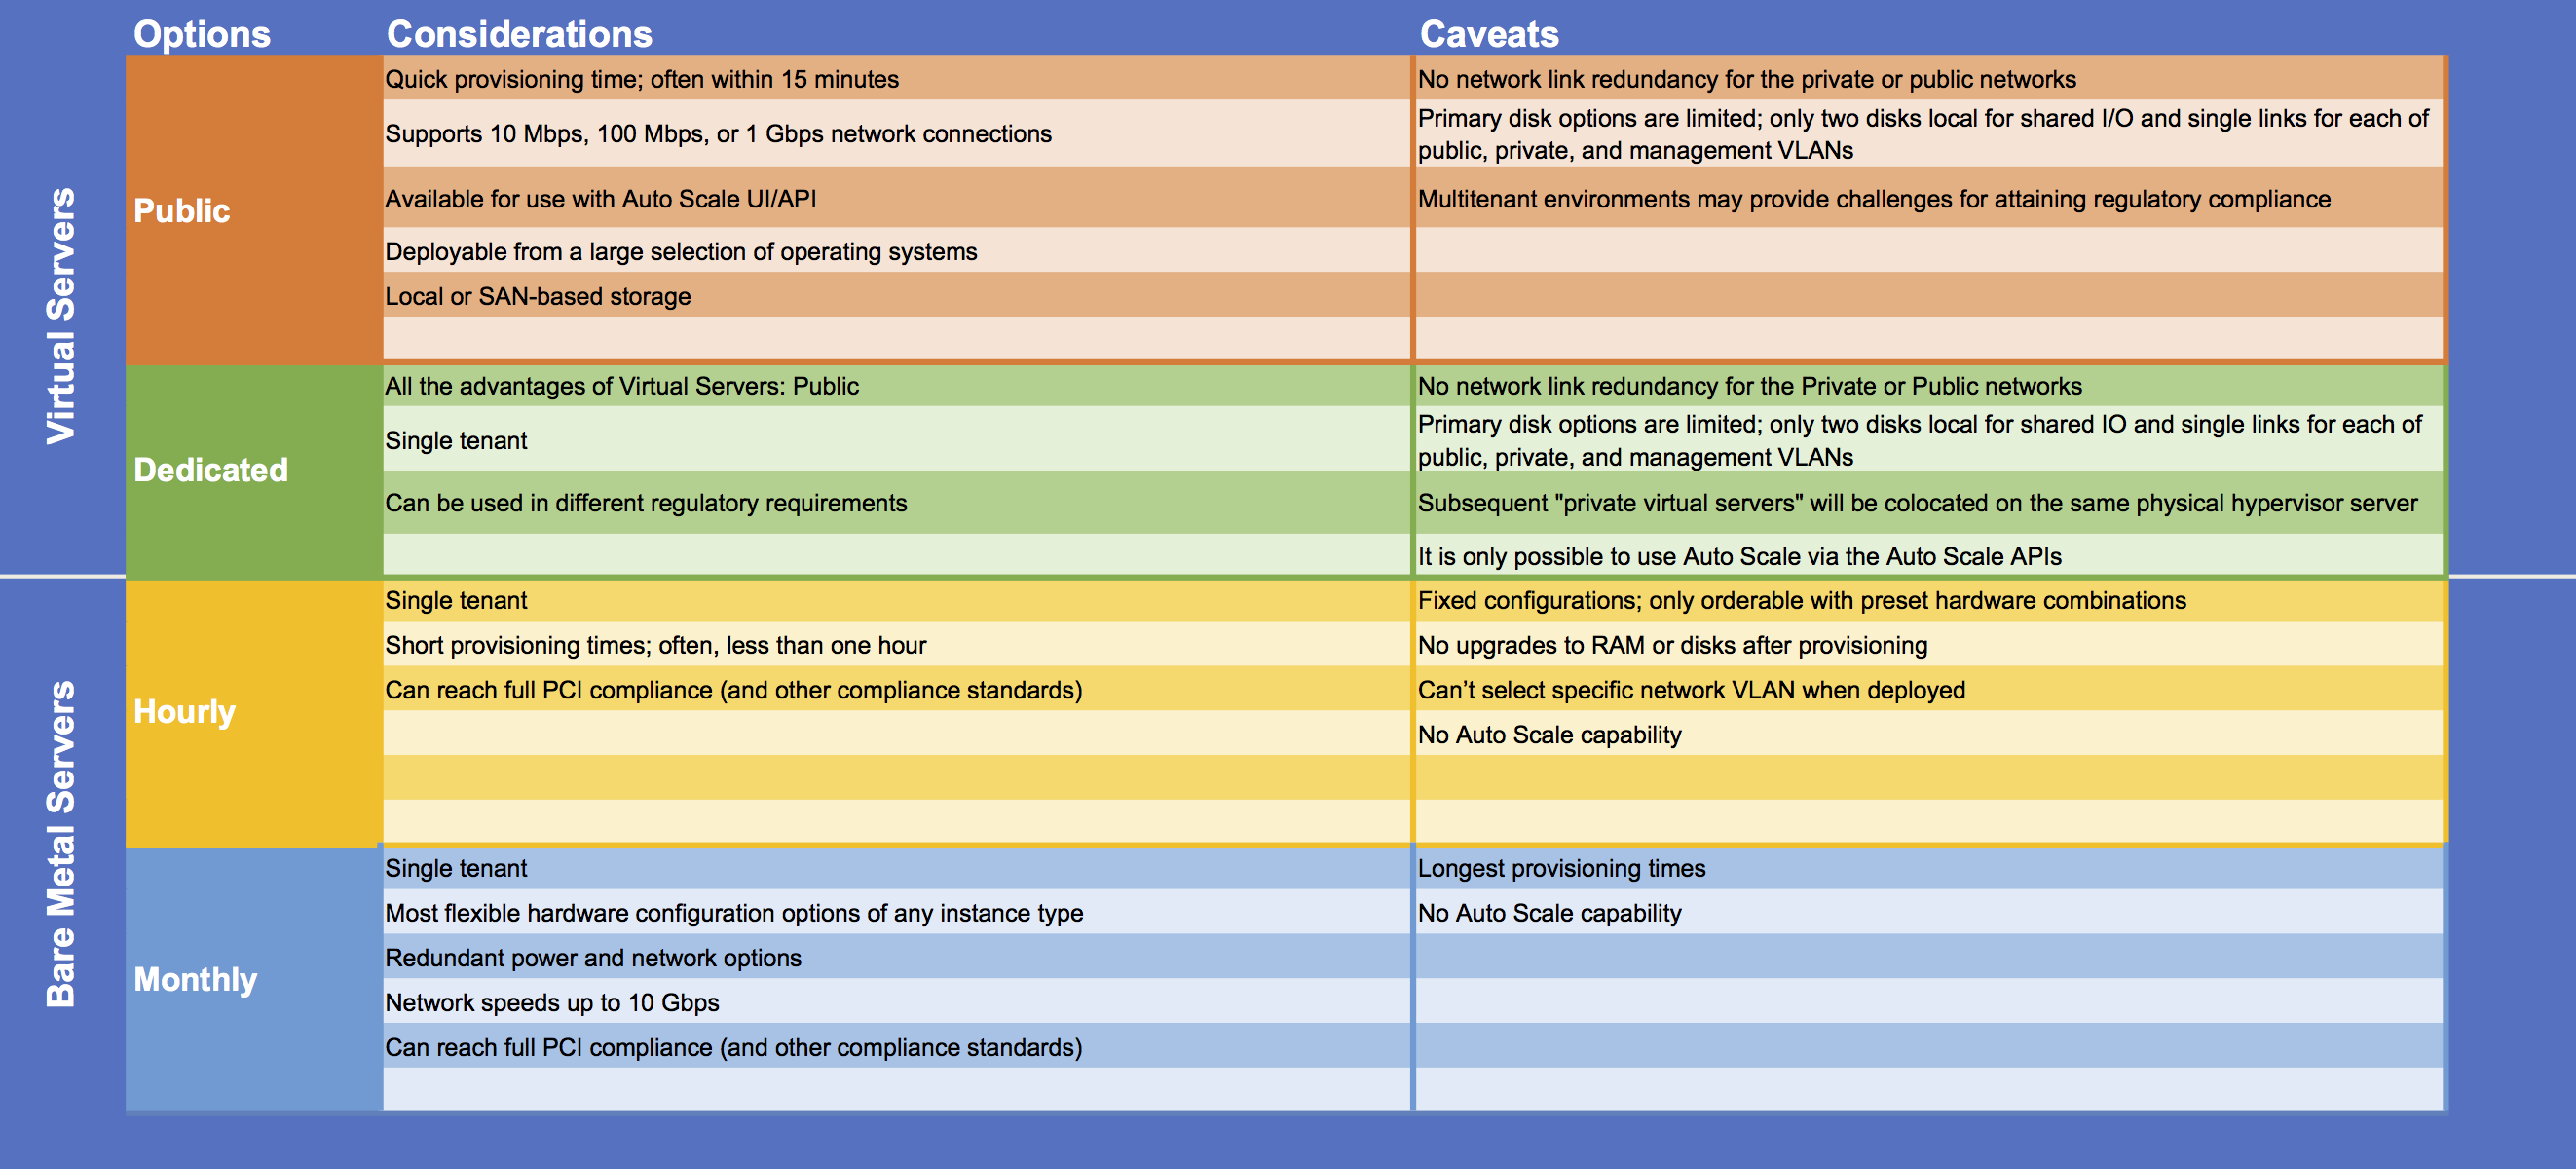 Options
Considerations
Caveats
Virtual Servers
Public
Quick provisioning time; often within 15 minutes
No network link redundancy for the private or public networks
Supports 10 Mbps, 100 Mbps, or 1 Gbps network connections
Primary disk options are limited; only two disks local for shared I/O and single links for each of
public, private, and management VLANs
Available for use with Auto Scale UI/API
Multitenant environments may provide challenges for attaining regulatory compliance
Deployable from a large selection of operating systems
Local or SAN-based storage
Dedicated
All the advantages of Virtual Servers: Public
No network link redundancy for the Private or Public networks
Single tenant
Primary disk options are limited; only two disks local for shared IO and single links for each of
public, private, and management VLANs
Can be used in different regulatory requirements
Subsequent "private virtual servers" will be colocated on the same physical hypervisor server
It is only possible to use Auto Scale via the Auto Scale APIs
Bare Metal Servers
Hourly
Single tenant
Fixed configurations; only orderable with preset hardware combinations
Short provisioning times; often, less than one hour
No upgrades to RAM or disks after provisioning
Can reach full PCI compliance (and other compliance standards)
Can’t select specific network VLAN when deployed
No Auto Scale capability
Monthly
Single tenant
Longest provisioning times
Most flexible hardware configuration options of any instance type
No Auto Scale capability
Redundant power and network options
Network speeds up to 10 Gbps
Can reach full PCI compliance (and other compliance standards)